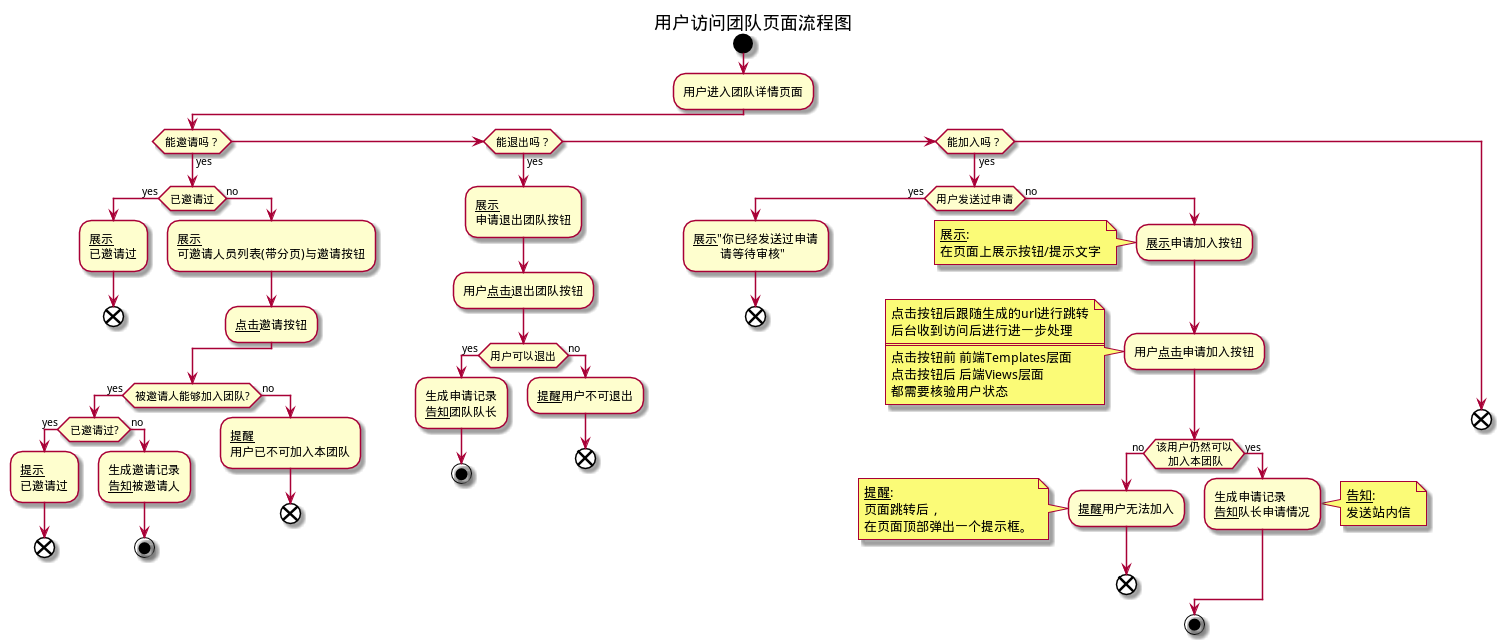 用户访问团队页面流程图
用户进入团队详情页面
能邀请吗？
yes
能退出吗？
yes
能加入吗？
yes
已邀请过
yes
no
展示
已邀请过
展示
可邀请人员列表(带分页)与邀请按钮
点击邀请按钮
被邀请人能够加入团队?
yes
no
已邀请过?
yes
no
提示
已邀请过
生成邀请记录
告知被邀请人
提醒
用户已不可加入本团队
展示
申请退出团队按钮
用户点击退出团队按钮
用户可以退出
yes
no
生成申请记录
告知团队队长
提醒用户不可退出
用户发送过申请
yes
no
展示"你已经发送过申请
请等待审核"
展示:
在页面上展示按钮/提示文字
展示申请加入按钮
点击按钮后跟随生成的url进行跳转
后台收到访问后进行进一步处理
点击按钮前 前端Templates层面
点击按钮后 后端Views层面
都需要核验用户状态
用户点击申请加入按钮
该用户仍然可以
加入本团队
no
yes
提醒:
页面跳转后，
在页面顶部弹出一个提示框。
提醒用户无法加入
生成申请记录
告知队长申请情况
告知:
发送站内信